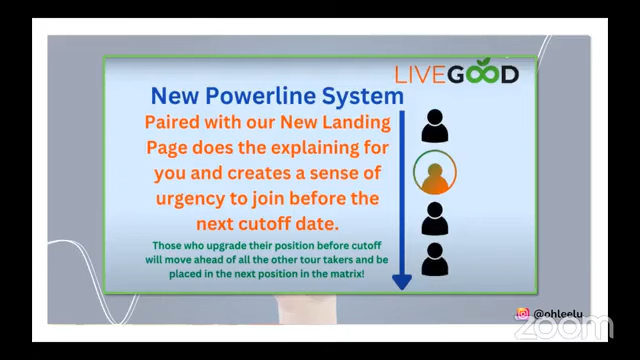 LIVEGOOD
New Powerline System
Paired with our New Landing
Page does the explaining for
you and creates a sense of
urgency to join before the
next cutoff date.
Those who upgrade their position before cutoff
will move ahead of all the other tour takers and be
placed in the next position in the matrix!
@ohleelu
zoom